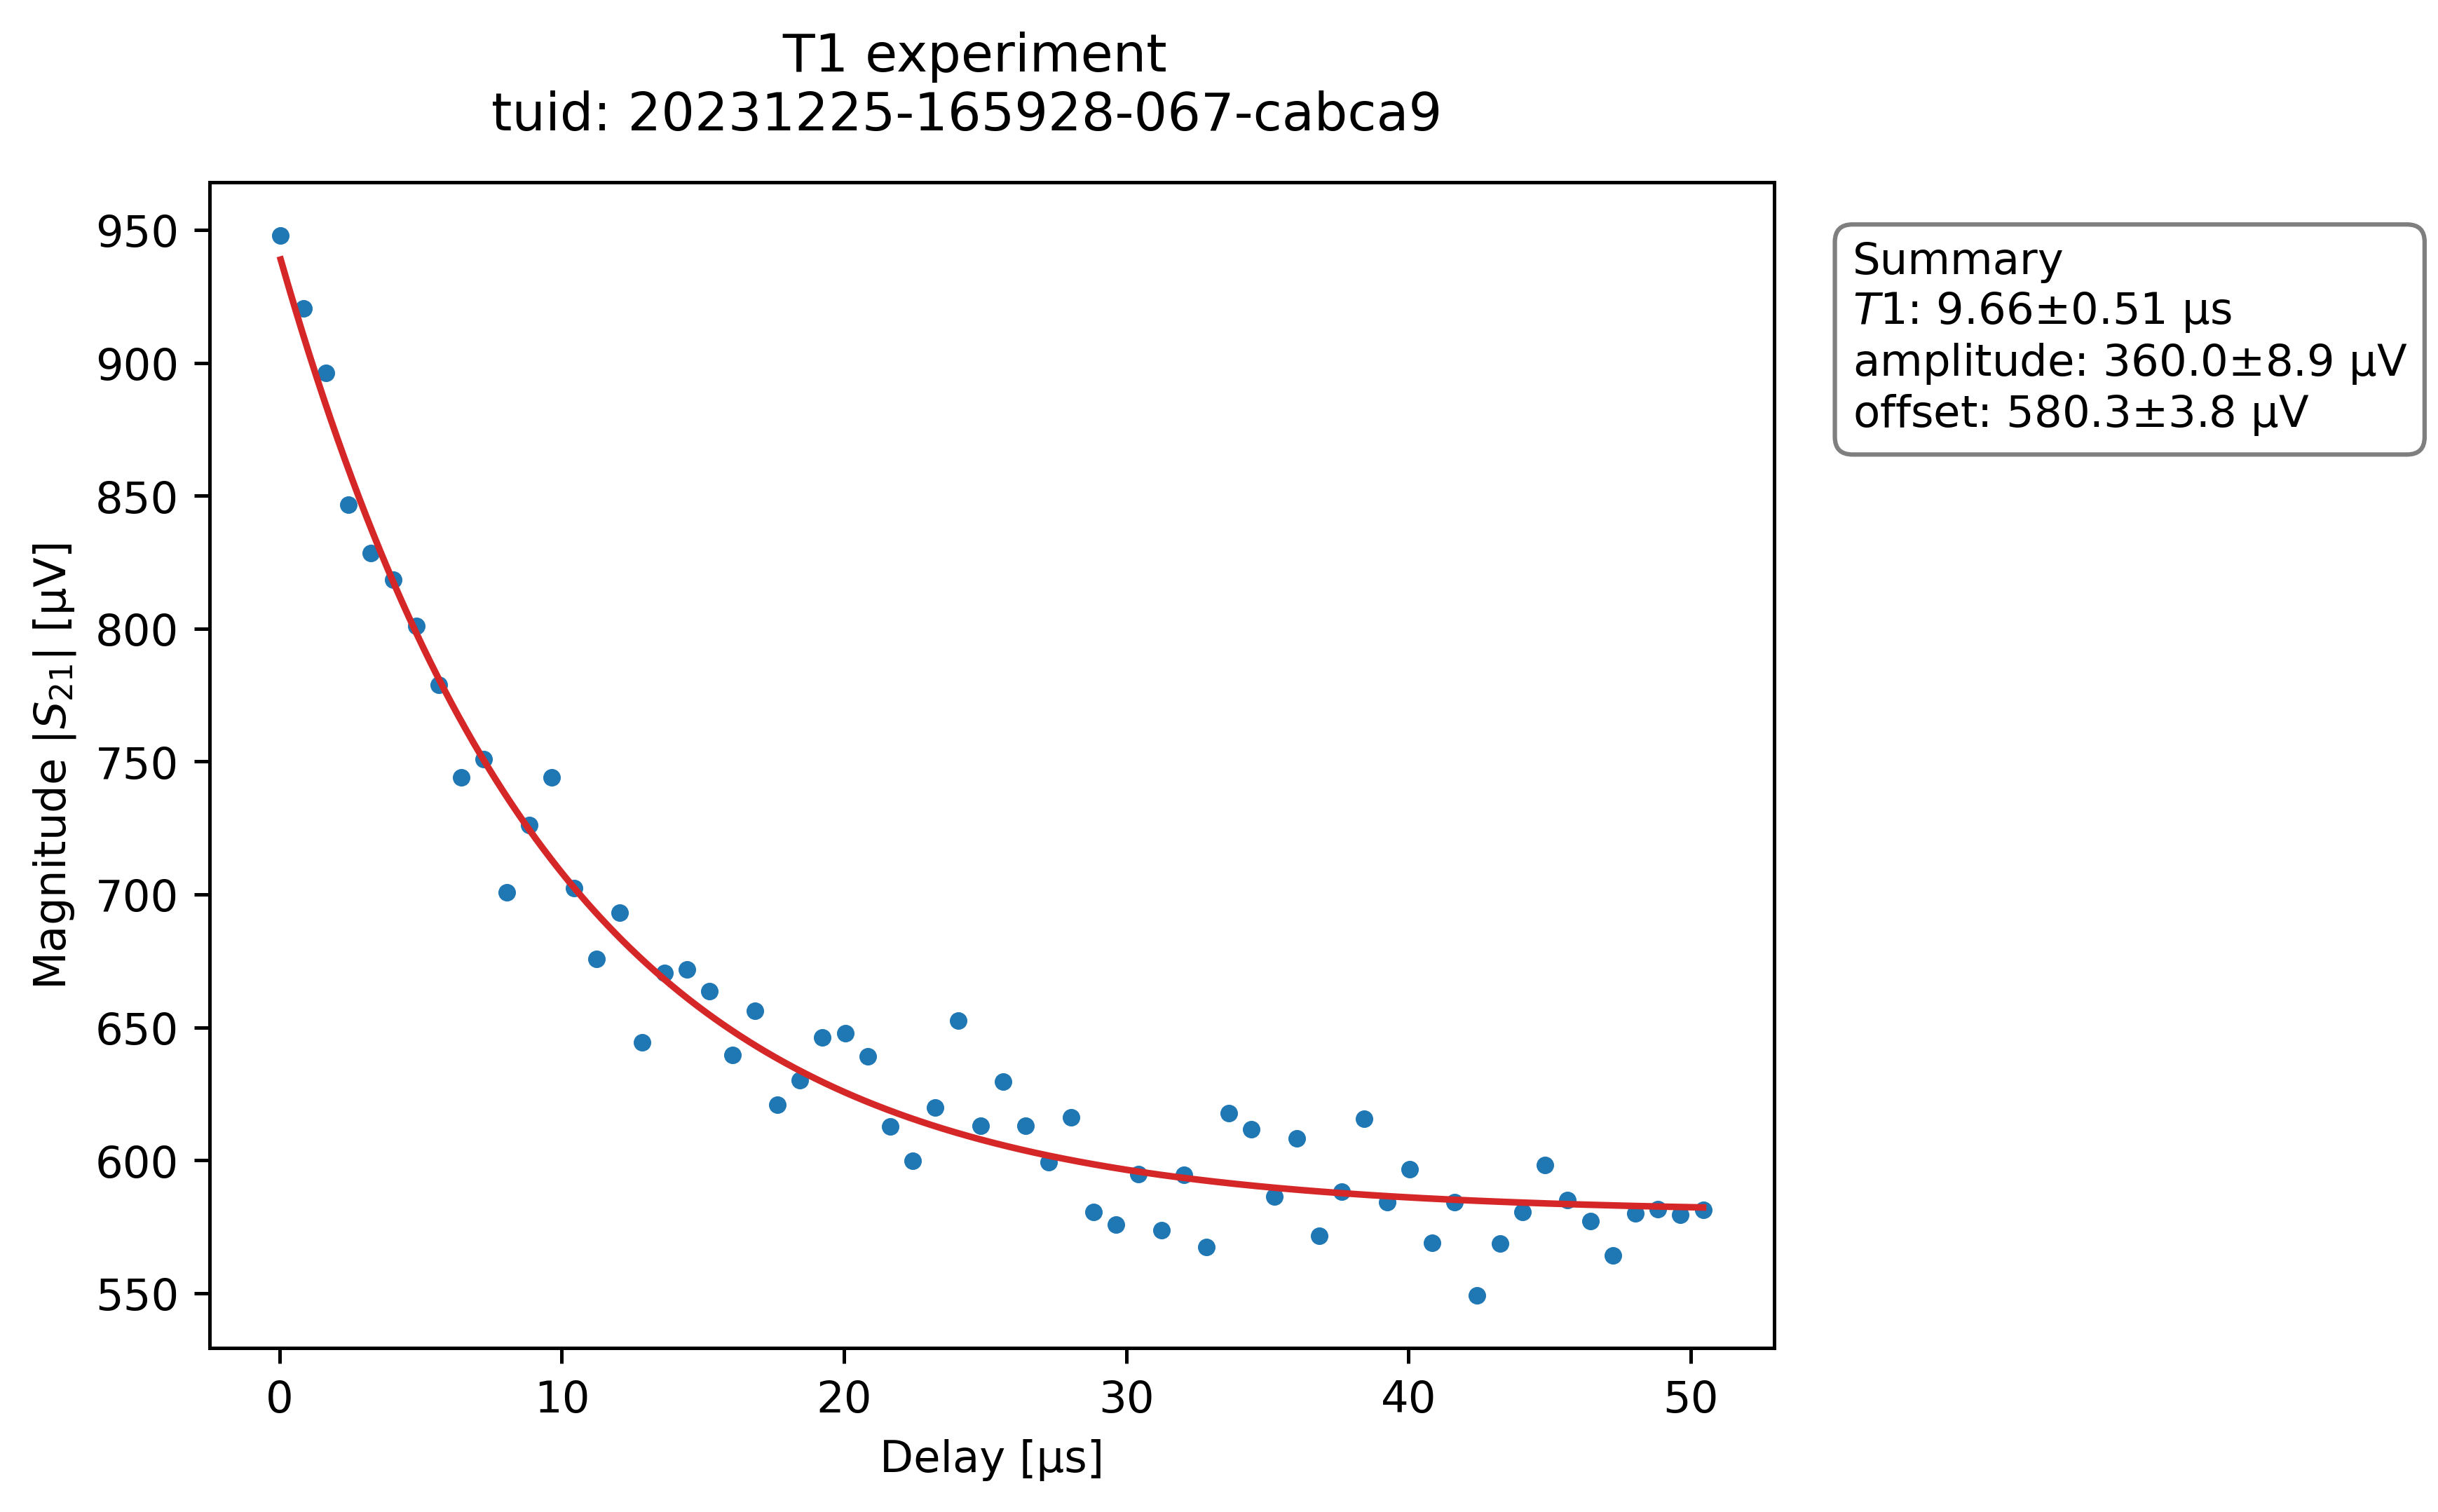 T1 experiment
tuid: 20231225-165928-067-cabca9
Magnitude |S₂₁| [µV]
950
900
850
800
750
700
650
600
550
0 10 20 30 40 50
Delay [µs]
Summary
T1: 9.66±0.51 µs
amplitude: 360.0±8.9 µV
offset: 580.3±3.8 µV